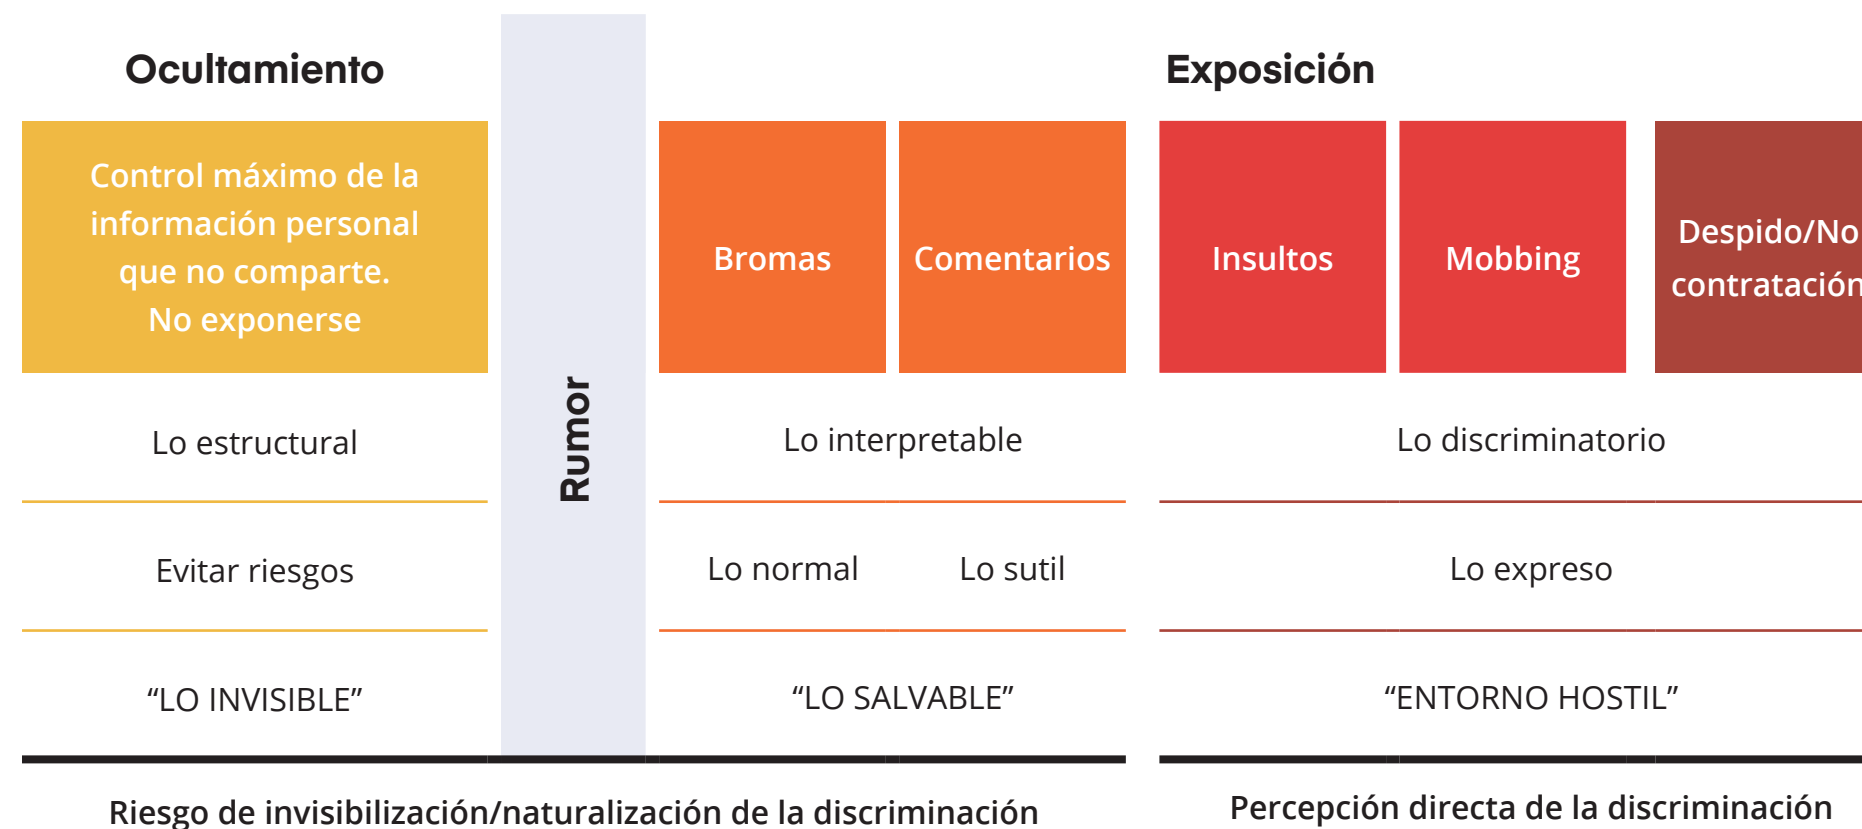 Ocultamiento
Exposición
Control máximo de la
información personal
que no comparte.
No exponerse
Rumor
Bromas
Comentarios
Insultos
Mobbing
Despido/No
contratación
Lo estructural
Lo interpretable
Lo discriminatorio
Evitar riesgos
Lo normal
Lo sutil
Lo expreso
“LO INVISIBLE”
“LO SALVABLE”
“ENTORNO HOSTIL”
Riesgo de invisibilización/naturalización de la discriminación
Percepción directa de la discriminación